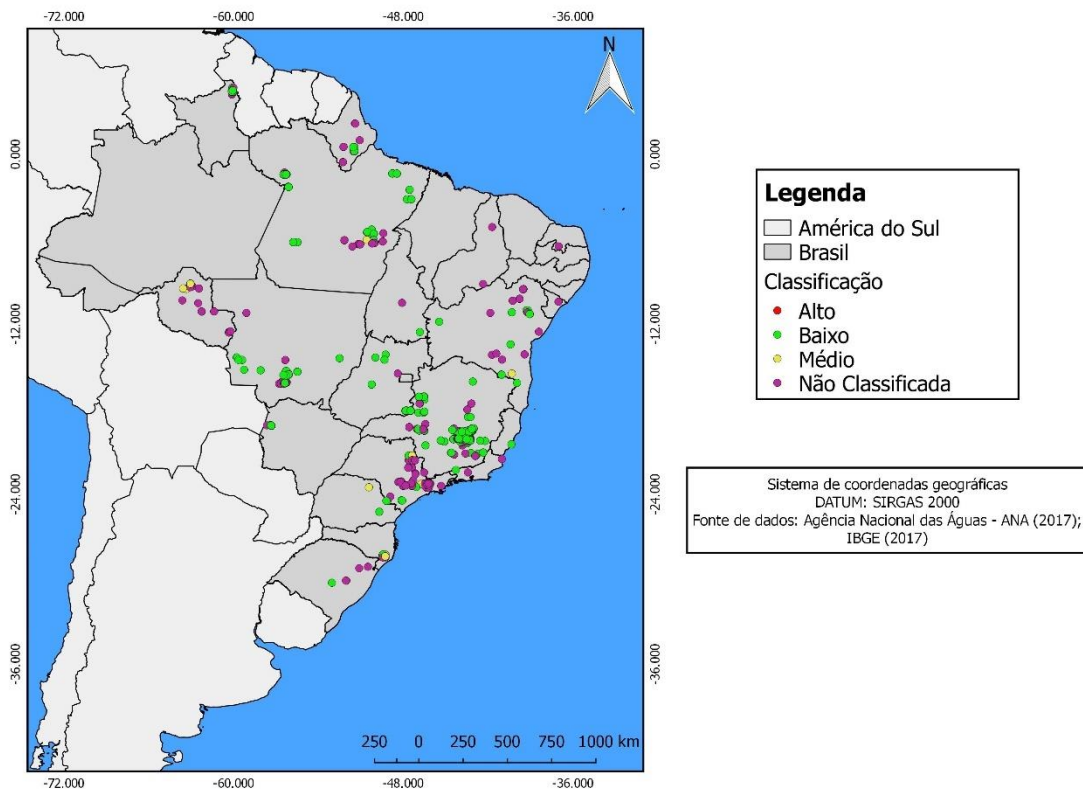 -72.000 -60.000 -48.000 -36.000
N
0.000 0.000
-12.000 -12.000
-24.000 -24.000
-36.000 -36.000
250 0 250 500 750 1000 km
-72.000 -60.000 -48.000 -36.000
Legenda
América do Sul
Brasil
Classificação
Alto
Baixo
Médio
Não Classificada
Sistema de coordenadas geográficas
DATUM: SIRGAS 2000
Fonte de dados: Agência Nacional das Águas - ANA (2017);
IBGE (2017)